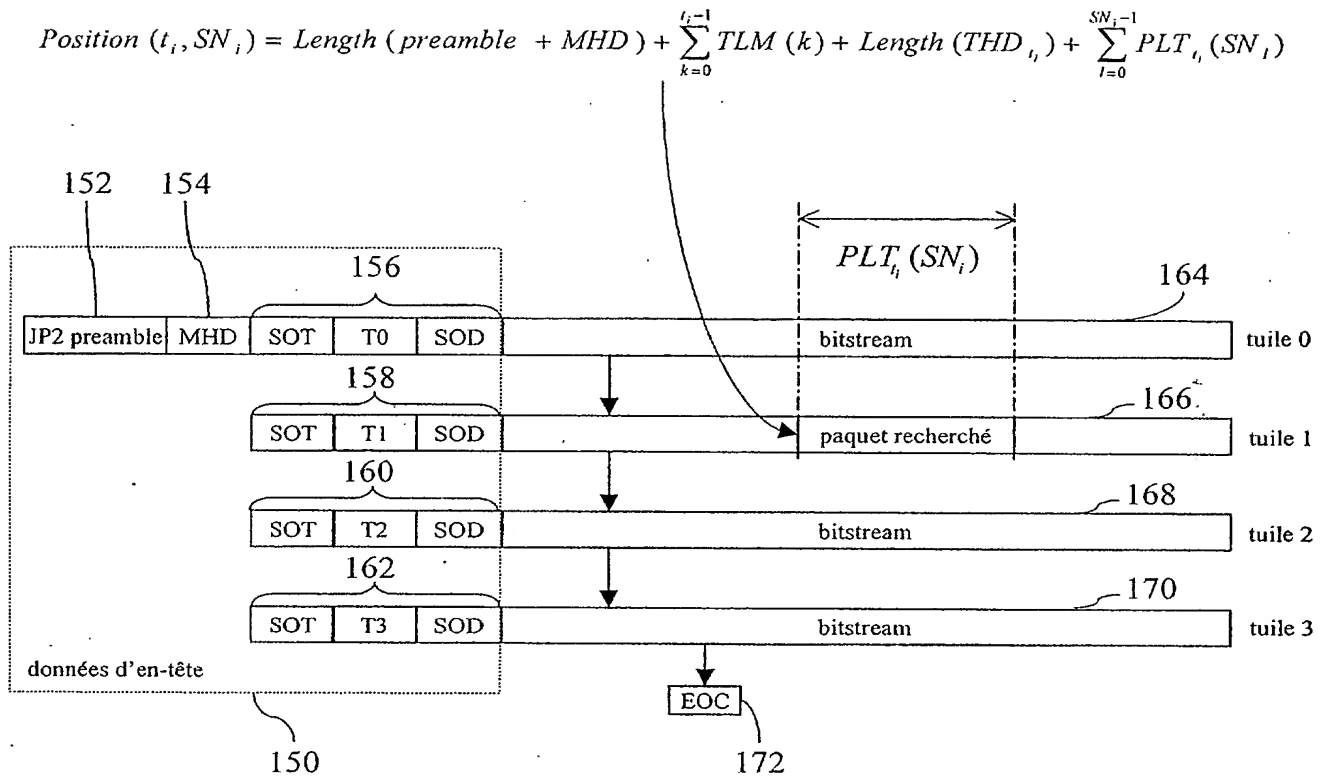 Position (t_i, SN_i) = Length (preamble + MHD) + \sum_{k=0}^{t_i-1} TLM (k) + Length (THD_{t_i}) + \sum_{l=0}^{SN_i-1} PLT_{t_i} (SN_l)
152 154
156 PLT_{t_i} (SN_i) 164
JP2 preamble MHD SOT T0 SOD bitstream tuile 0
158 166
SOT T1 SOD paquet recherché tuile 1
160 168
SOT T2 SOD bitstream tuile 2
162 170
SOT T3 SOD bitstream tuile 3
données d'en-tête
EOC
150 172